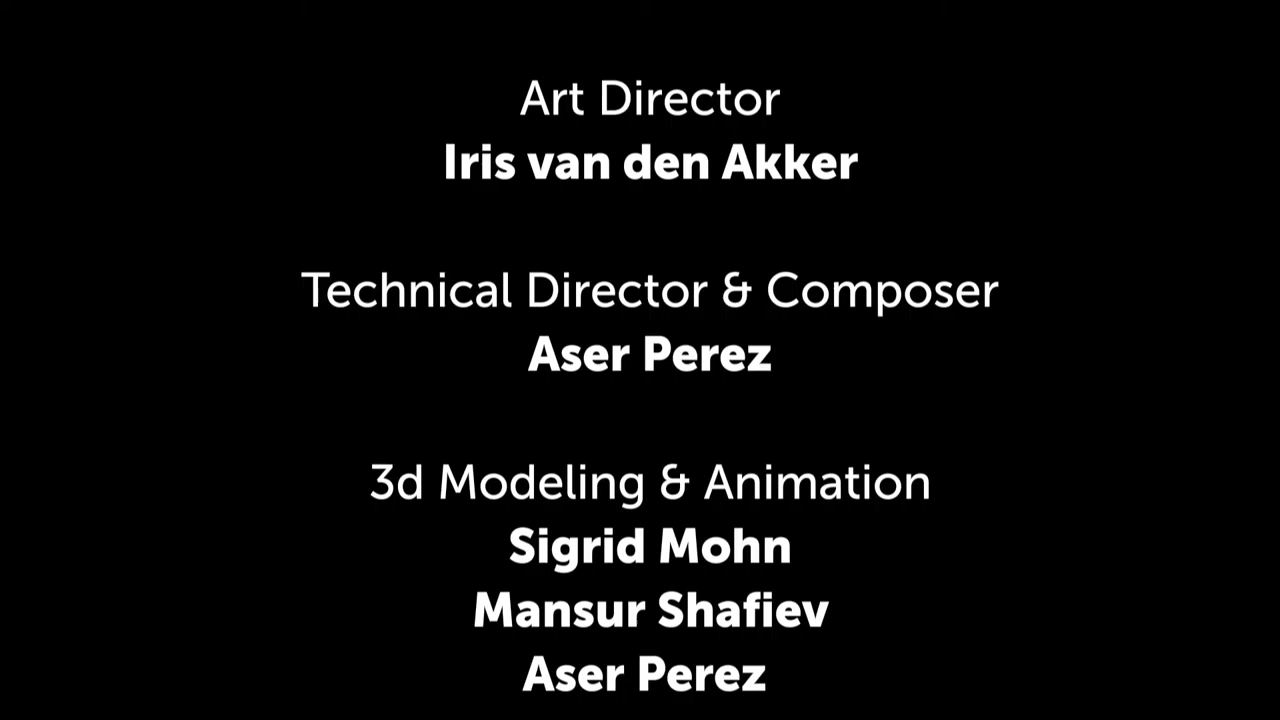 Art Director
Iris van den Akker
Technical Director & Composer
Aser Perez
3d Modeling & Animation
Sigrid Mohn
Mansur Shafiev
Aser Perez